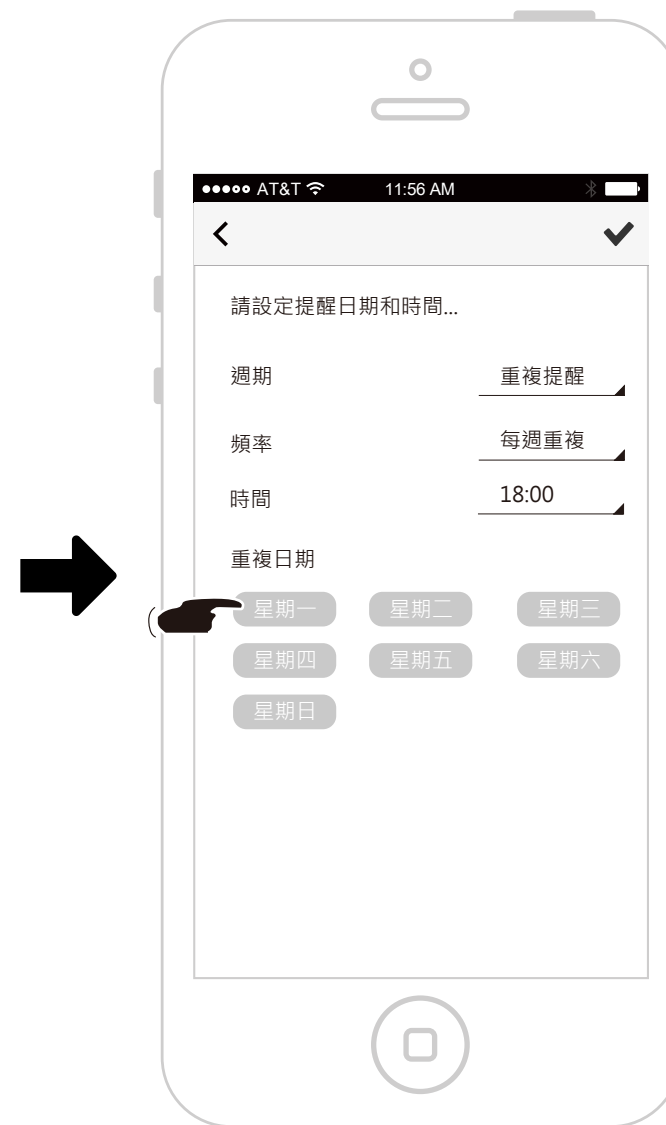 AT&T 11:56 AM
請設定提醒日期和時間...
週期 重複提醒
頻率 每週重複
時間 18:00
重複日期
星期一 星期二 星期三
星期四 星期五 星期六
星期日